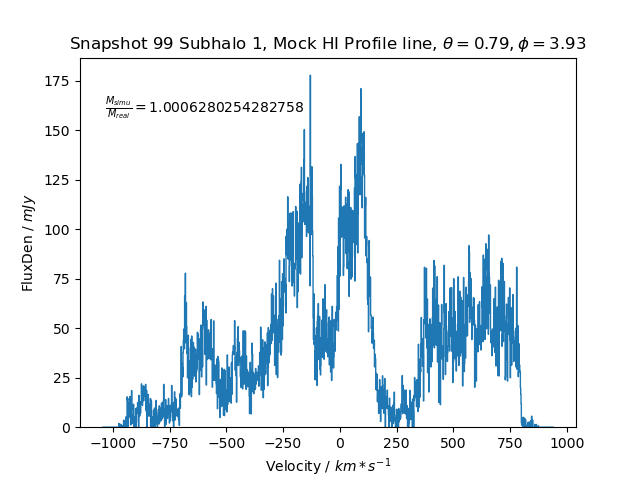 Snapshot 99 Subhalo 1, Mock HI Profile line, θ = 0.79, ϕ = 3.93
M_simu/M_real = 1.0006280254282758
FluxDen / mJy
175
150
125
100
75
50
25
0
−1000 −750 −500 −250 0 250 500 750 1000
Velocity / km * s⁻¹